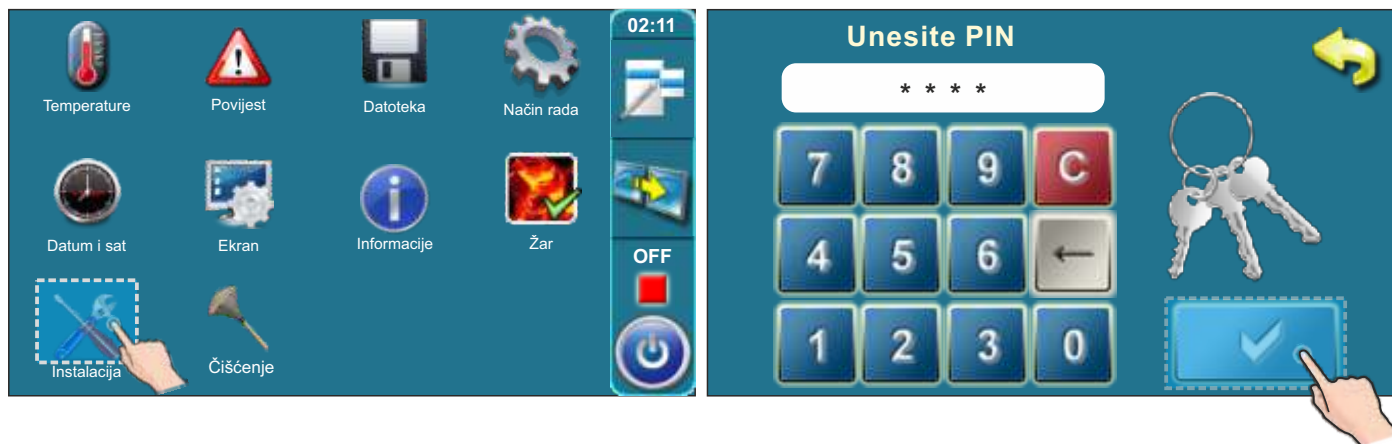 02:11
Temperature
Povijest
Datoteka
Način rada
Datum i sat
Ekran
Informacije
Žar
OFF
Instalacija
Čišćenje
Unesite PIN
* * * *
7 8 9 C
4 5 6 ←
1 2 3 0